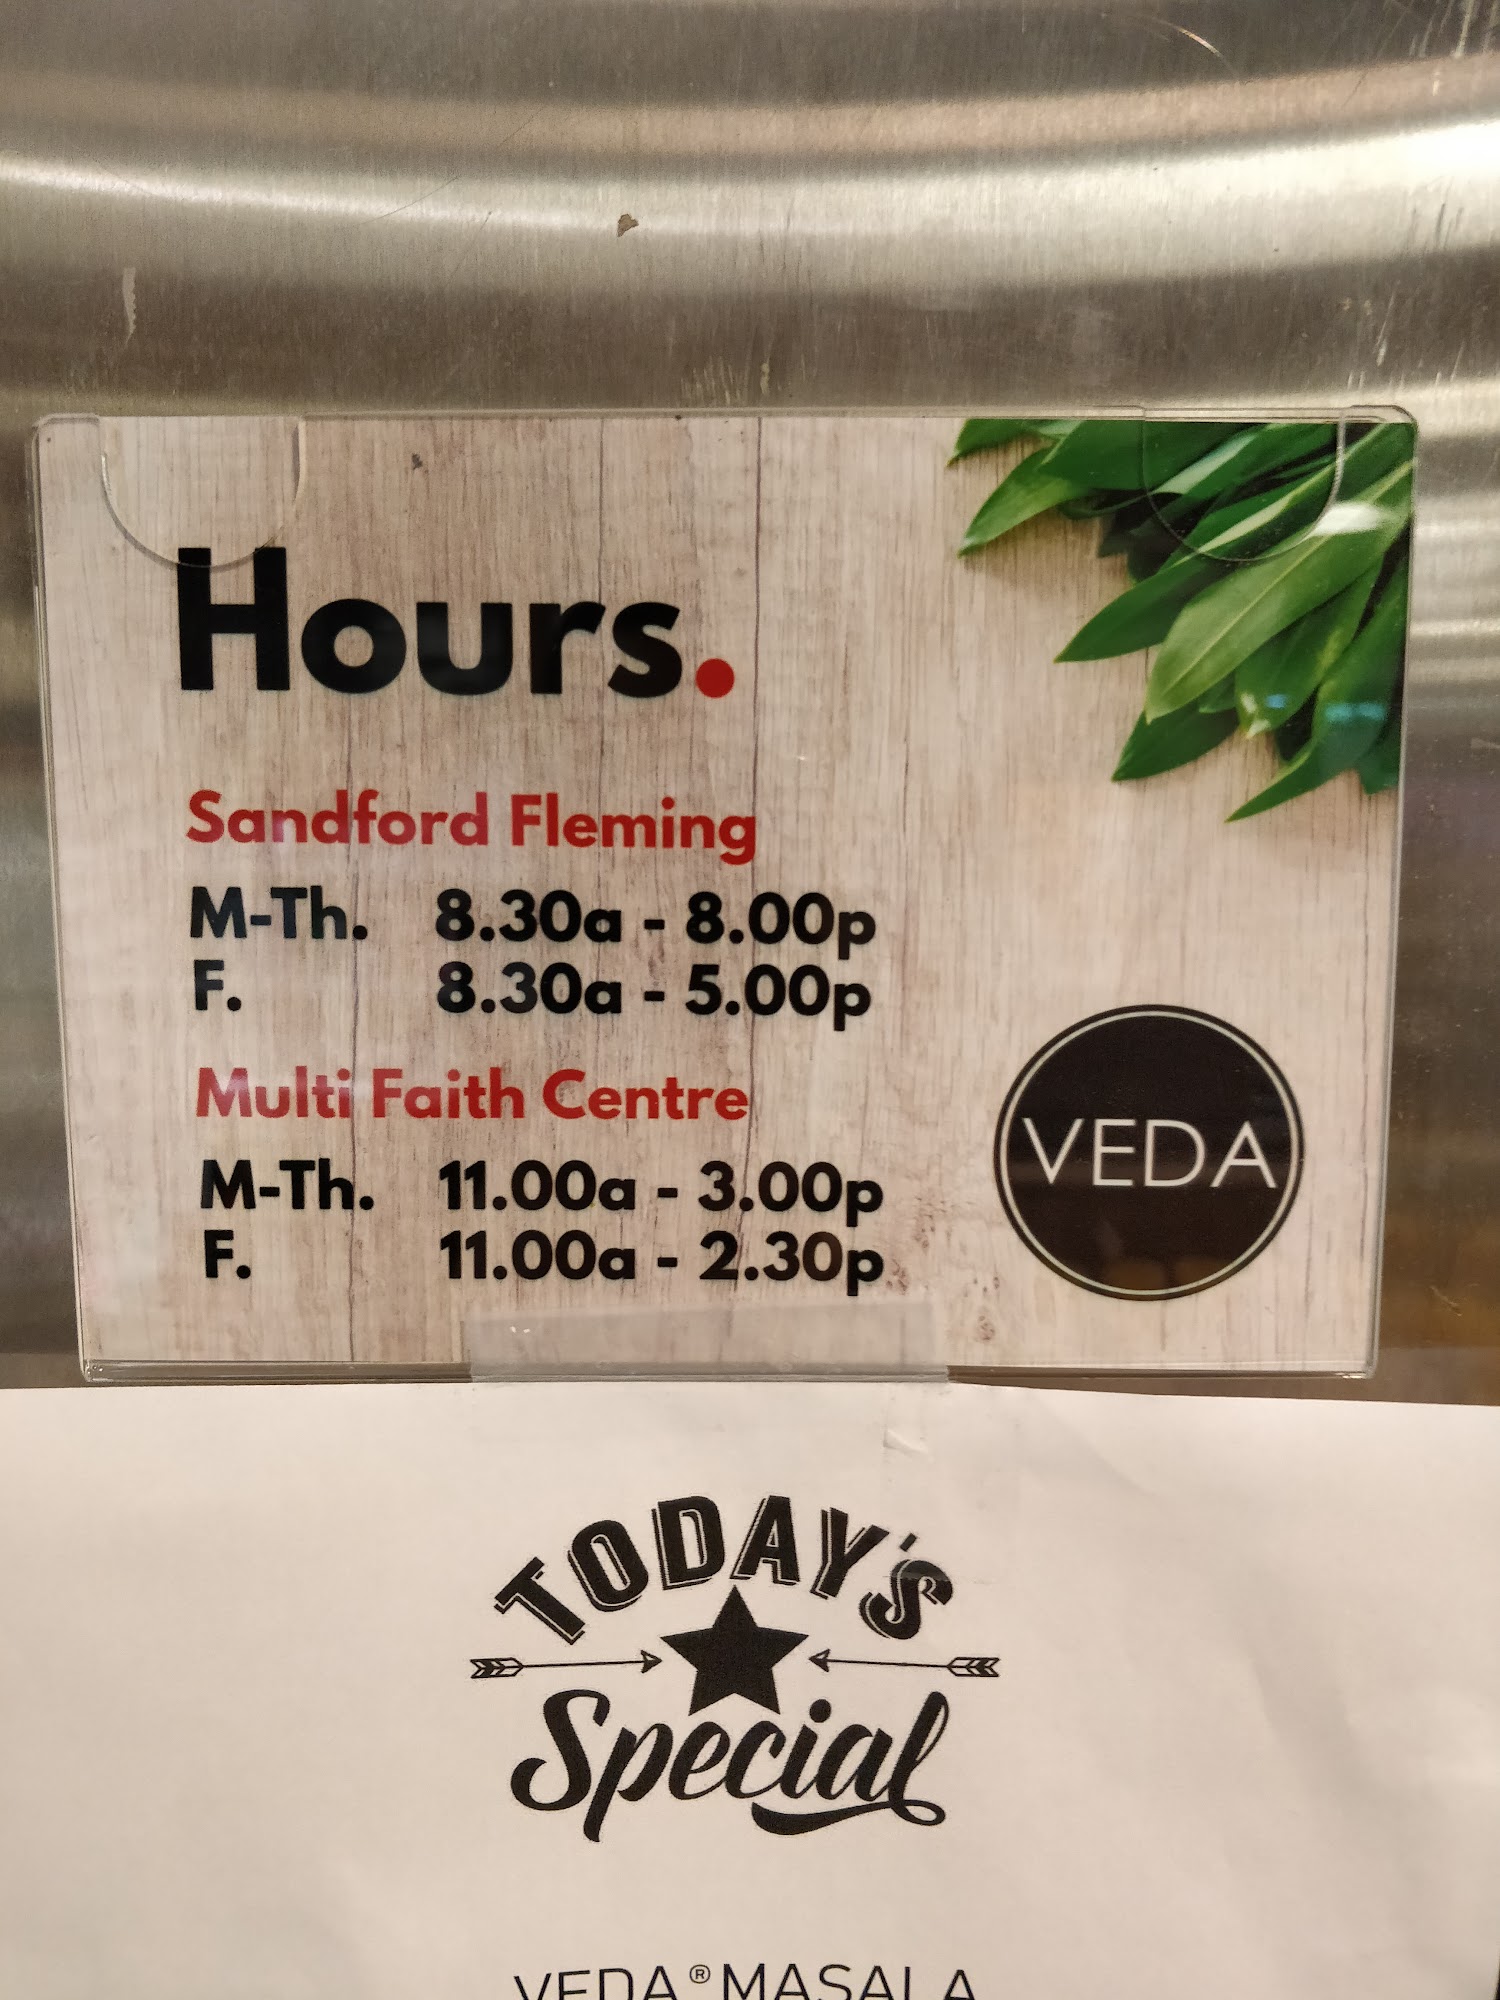 Hours.
Sandford Fleming
M-Th. 8.30a - 8.00p
F. 8.30a - 5.00p
Multi Faith Centre
M-Th. 11.00a - 3.00p
F. 11.00a - 2.30p
VEDA
TODAY'S
Special
VEDA® MASALA